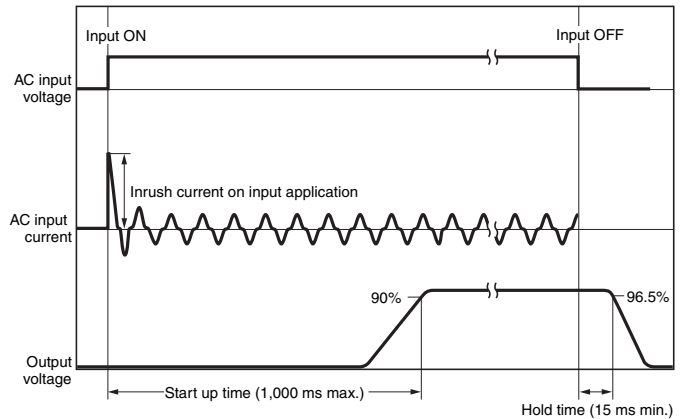 Input ON
Input OFF
AC input
voltage
Inrush current on input application
AC input
current
90%
96.5%
Output
voltage
Start up time (1,000 ms max.)
Hold time (15 ms min.)